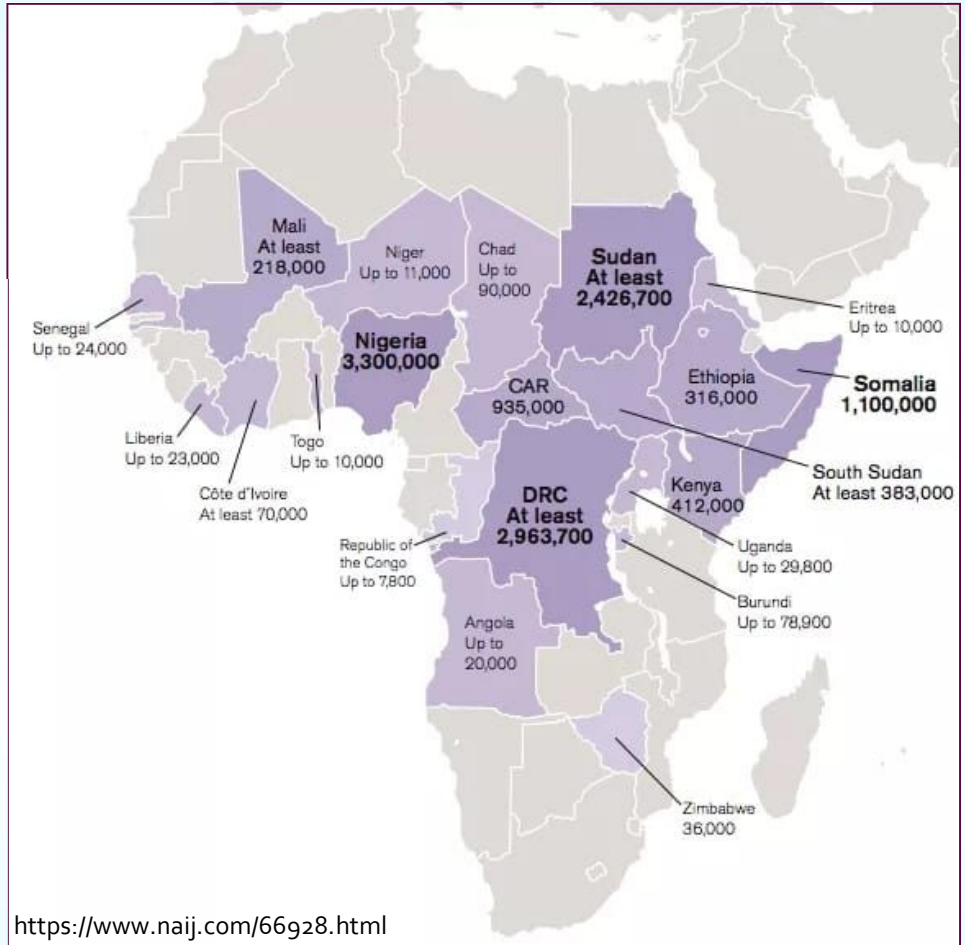 Mali
At least
218,000
Niger
Up to 11,000
Chad
Up to
90,000
Sudan
At least
2,426,700
Eritrea
Up to 10,000
Senegal
Up to 24,000
Nigeria
3,300,000
CAR
935,000
Ethiopia
316,000
Somalia
1,100,000
Liberia
Up to 23,000
Togo
Up to 10,000
South Sudan
At least 383,000
Côte d'Ivoire
At least 70,000
DRC
At least
2,963,700
Kenya
412,000
Republic of
the Congo
Up to 7,800
Uganda
Up to 29,800
Burundi
Up to 78,900
Angola
Up to
20,000
Zimbabwe
36,000
https://www.naij.com/66928.html